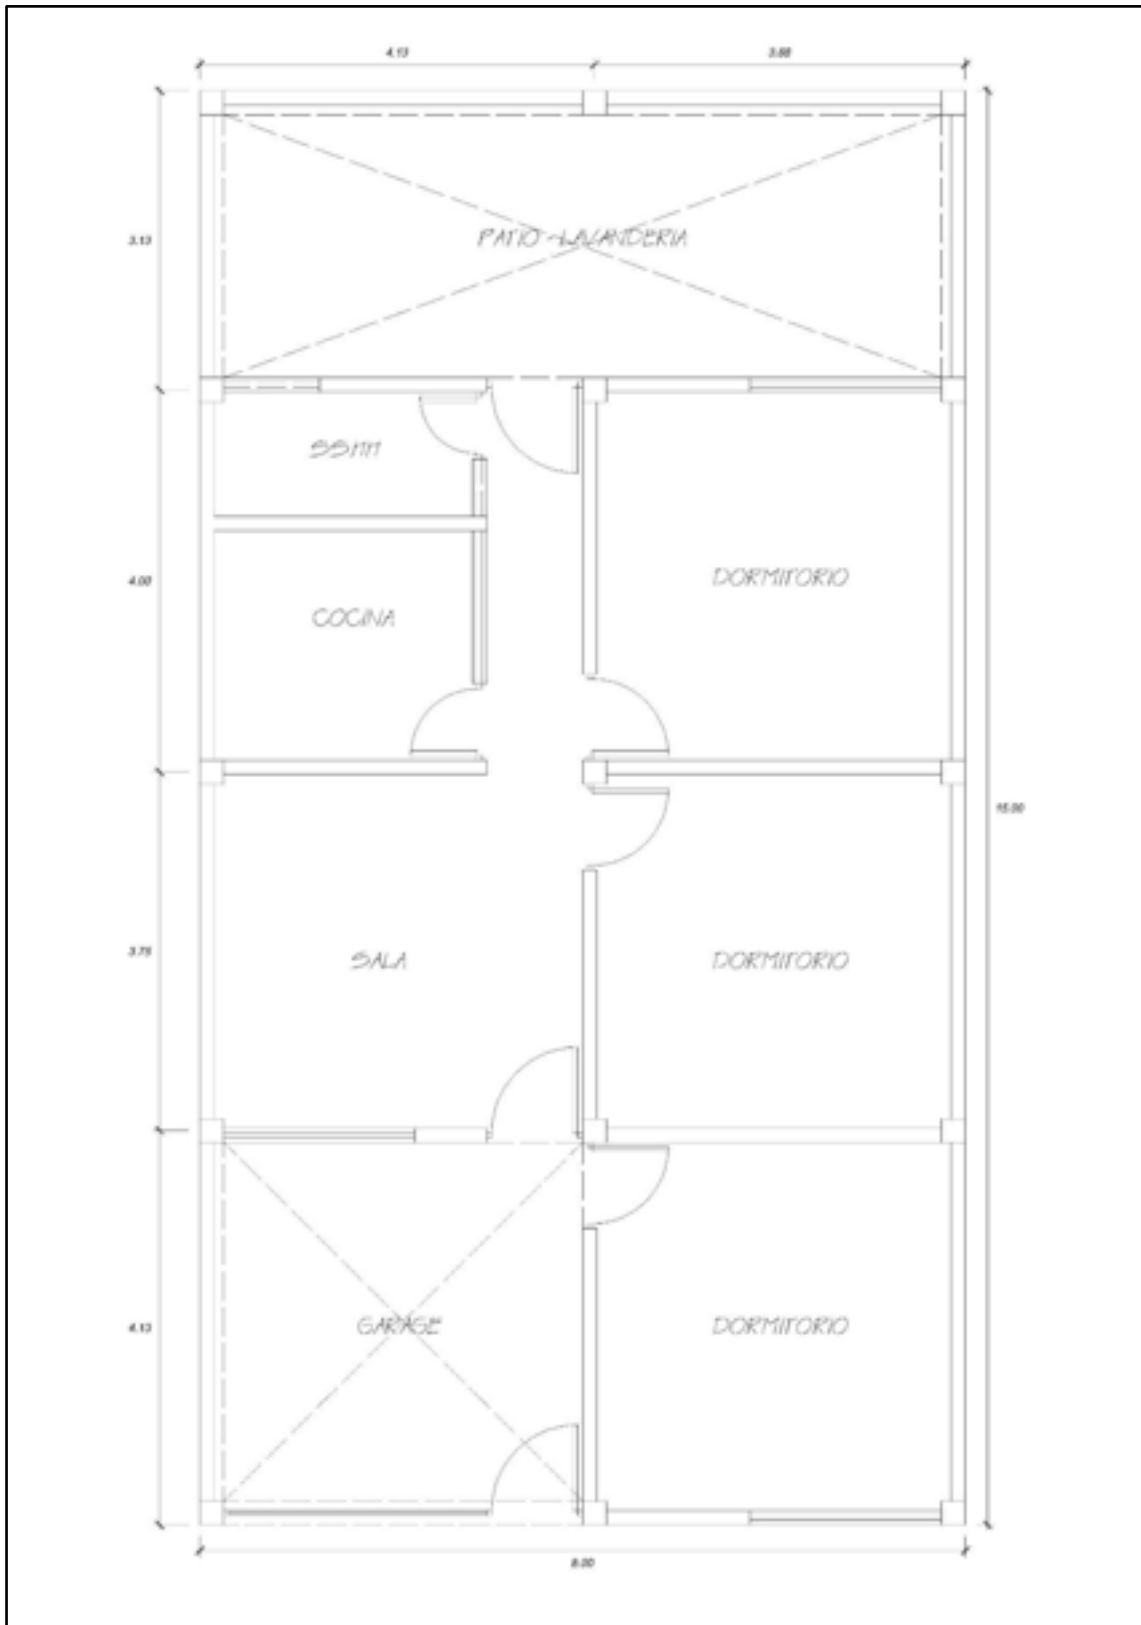 4.13
3.88
3.13
PATIO -LAVANDERIA
SSHH
4.00
DORMITORIO
COCINA
15.00
3.75
SALA
DORMITORIO
4.13
GARAGE
DORMITORIO
8.00